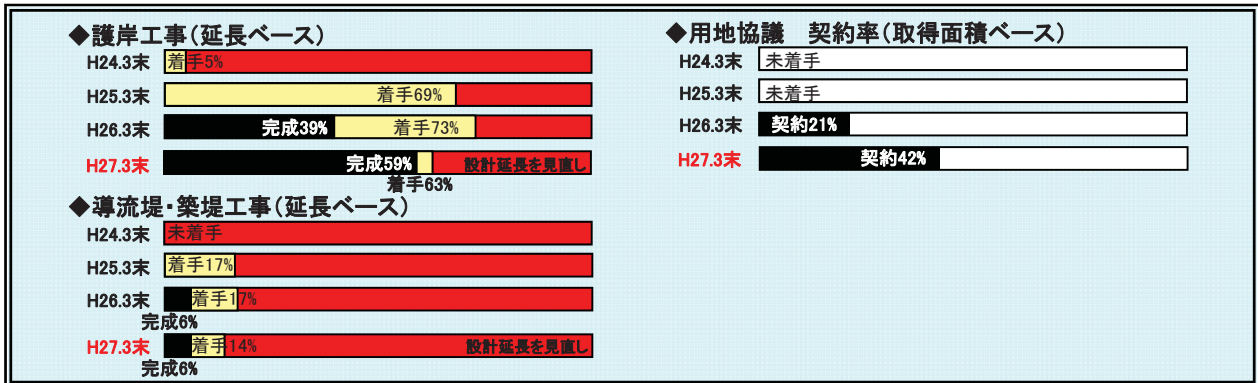 ◆護岸工事(延長ベース)
H24.3末 着手5%
H25.3末 着手69%
H26.3末 完成39% 着手73%
H27.3末 完成59% 設計延長を見直し
着手63%
◆導流堤・築堤工事(延長ベース)
H24.3末 未着手
H25.3末 着手17%
H26.3末 着手17%
完成6%
H27.3末 着手14% 設計延長を見直し
完成6%
◆用地協議 契約率(取得面積ベース)
H24.3末 未着手
H25.3末 未着手
H26.3末 契約21%
H27.3末 契約42%